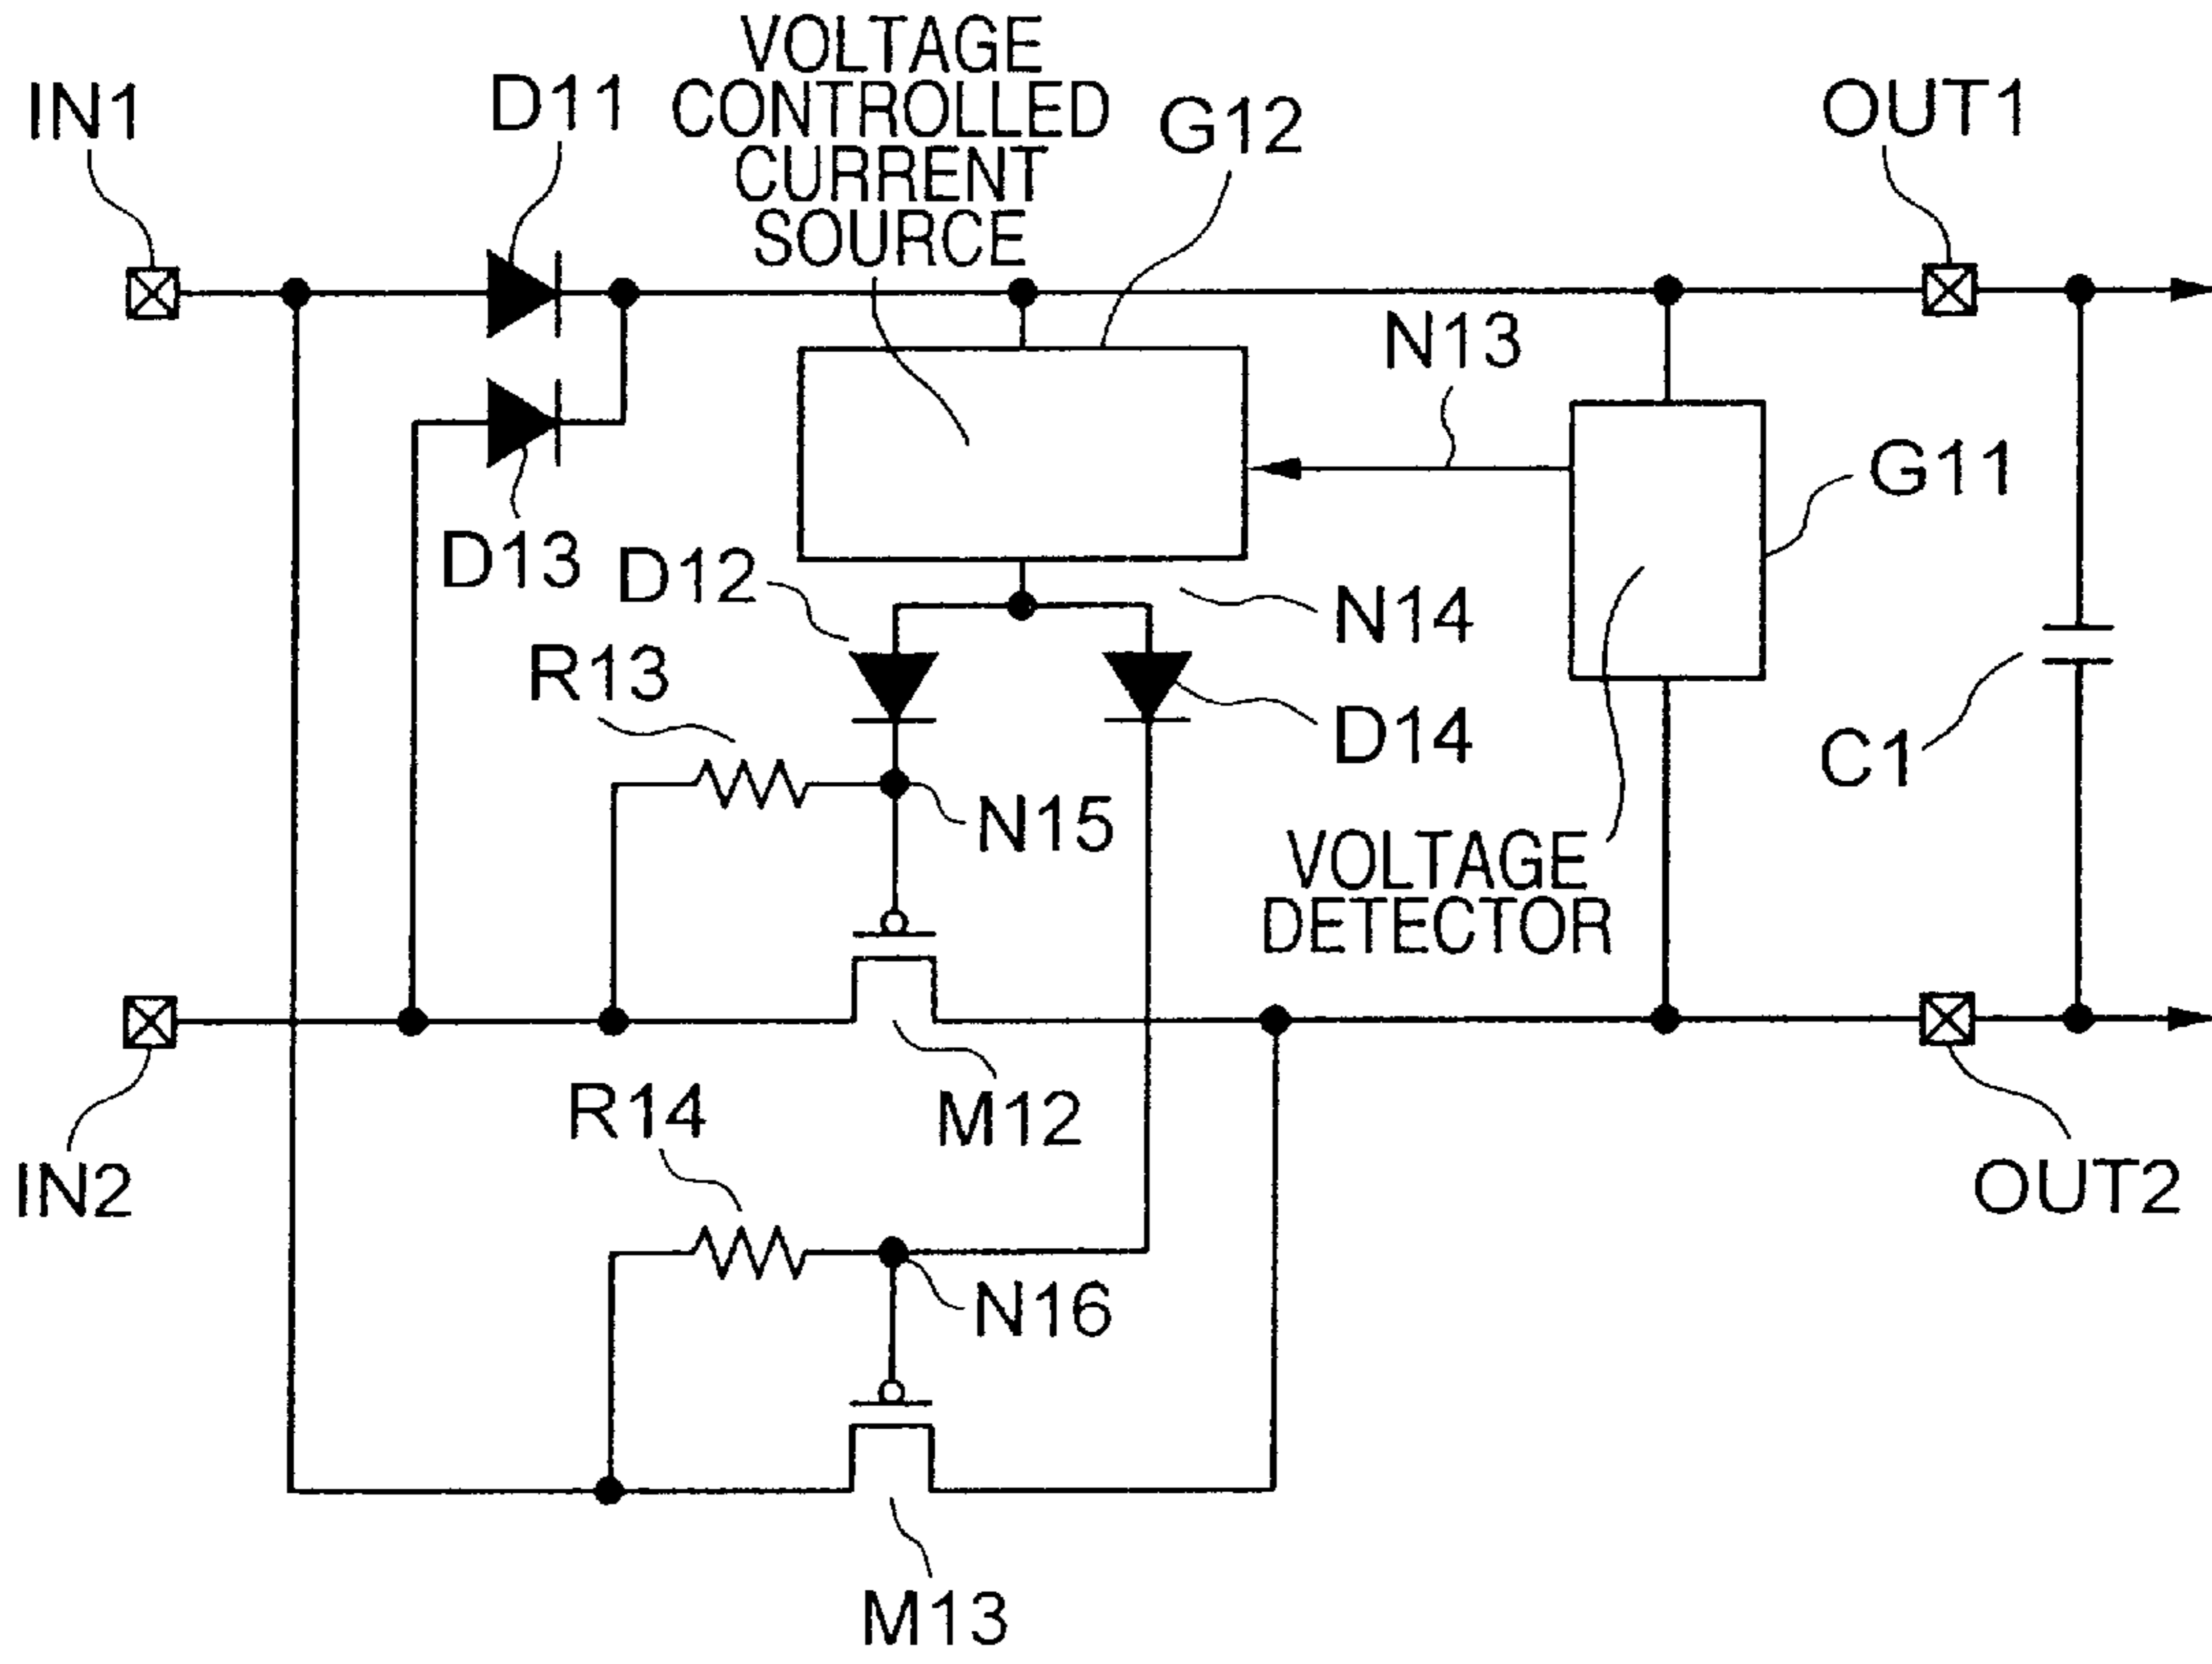 VOLTAGE
CONTROLLED
CURRENT
SOURCE
IN1
D11
G12
OUT1
N13
G11
D13
D12
N14
R13
D14
C1
N15
VOLTAGE
DETECTOR
R14
M12
IN2
OUT2
N16
M13